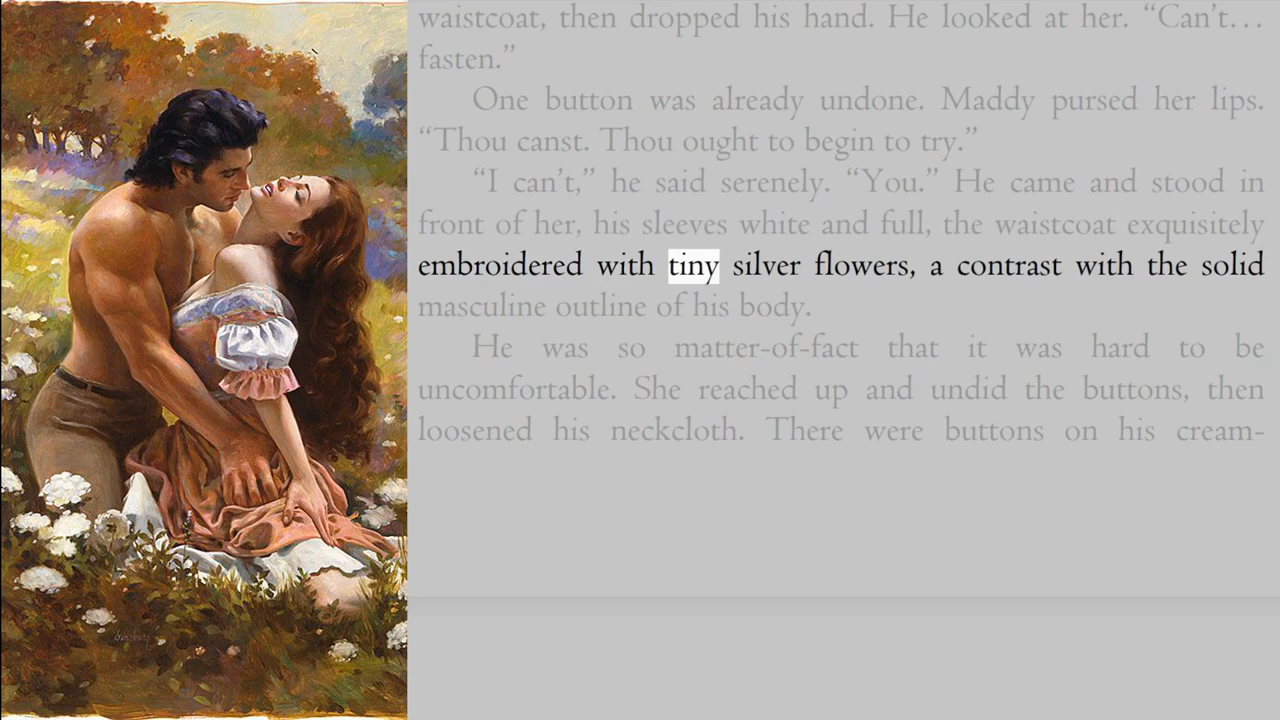 waistcoat, then dropped his hand. He looked at her. “Can’t…
fasten.”
One button was already undone. Maddy pursed her lips.
“Thou canst. Thou ought to begin to try.”
“I can’t,” he said serenely. “You.” He came and stood in
front of her, his sleeves white and full, the waistcoat exquisitely
embroidered with tiny silver flowers, a contrast with the solid
masculine outline of his body.
He was so matter-of-fact that it was hard to be
uncomfortable. She reached up and undid the buttons, then
loosened his neckcloth. There were buttons on his cream-